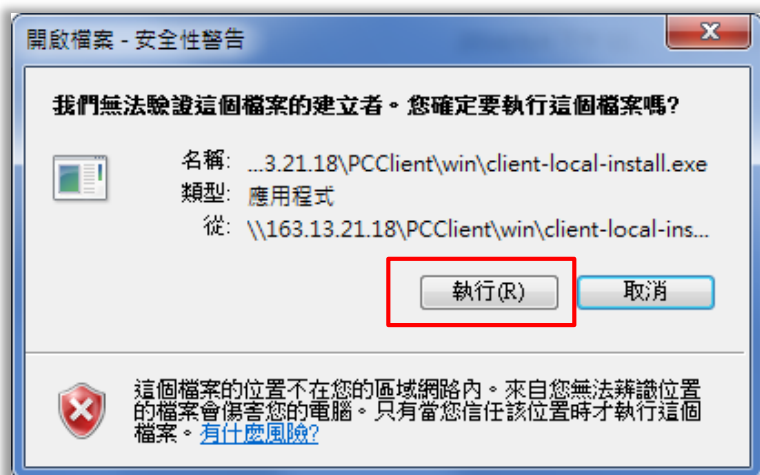 開啟檔案 - 安全性警告
我們無法驗證這個檔案的建立者。您確定要執行這個檔案嗎?
名稱: ...3.21.18\PCClient\win\client-local-install.exe
類型: 應用程式
從: \\163.13.21.18\PCClient\win\client-local-ins...
執行(R) 取消
這個檔案的位置不在您的區域網路內。來自您無法辨識位置
的檔案會傷害您的電腦。只有當您信任該位置時才執行這個
檔案。有什麼風險?